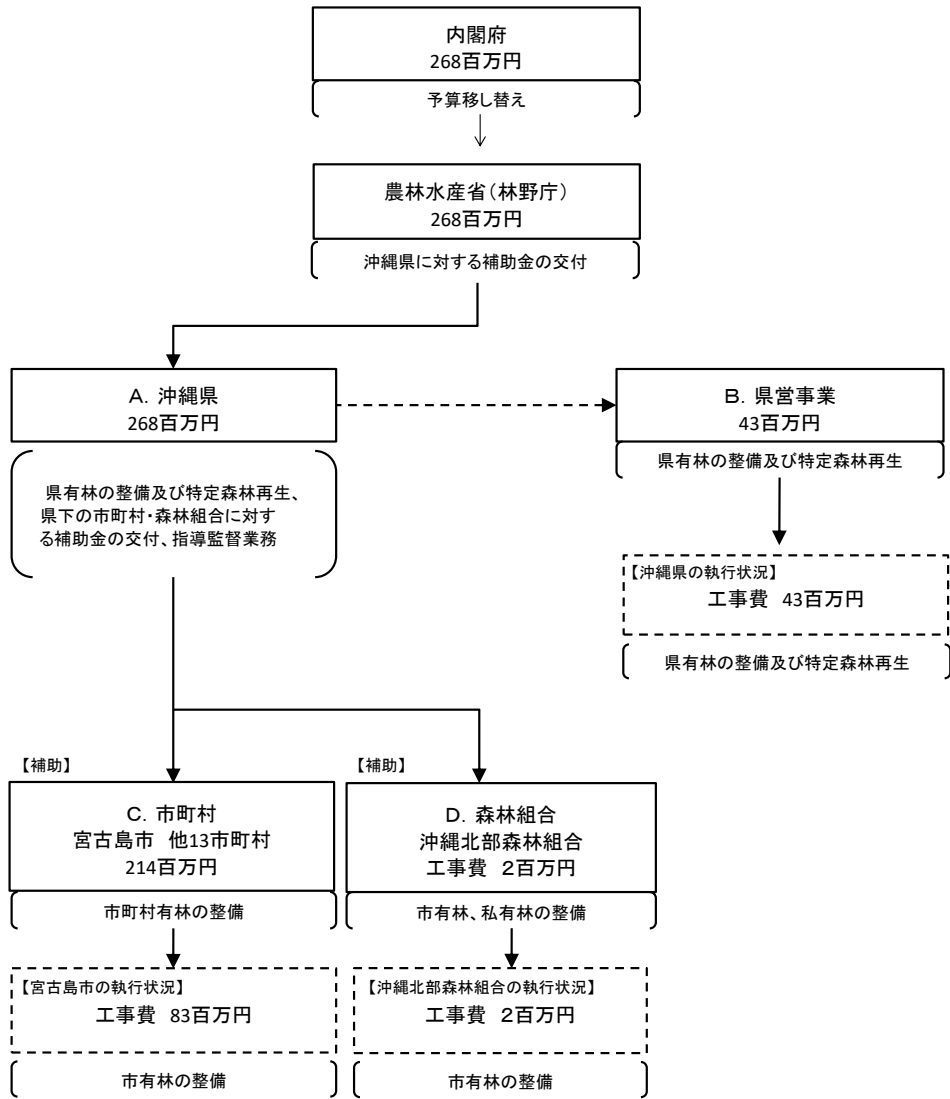 内閣府
268百万円
予算移し替え
農林水産省(林野庁)
268百万円
沖縄県に対する補助金の交付
A. 沖縄県
268百万円
県有林の整備及び特定森林再生、
県下の市町村・森林組合に対す
る補助金の交付、指導監督業務
B. 県営事業
43百万円
県有林の整備及び特定森林再生
【沖縄県の執行状況】
工事費 43百万円
県有林の整備及び特定森林再生
【補助】
C. 市町村
宮古島市 他13市町村
214百万円
市町村有林の整備
【宮古島市の執行状況】
工事費 83百万円
市有林の整備
【補助】
D. 森林組合
沖縄北部森林組合
工事費 2百万円
市有林、私有林の整備
【沖縄北部森林組合の執行状況】
工事費 2百万円
市有林の整備